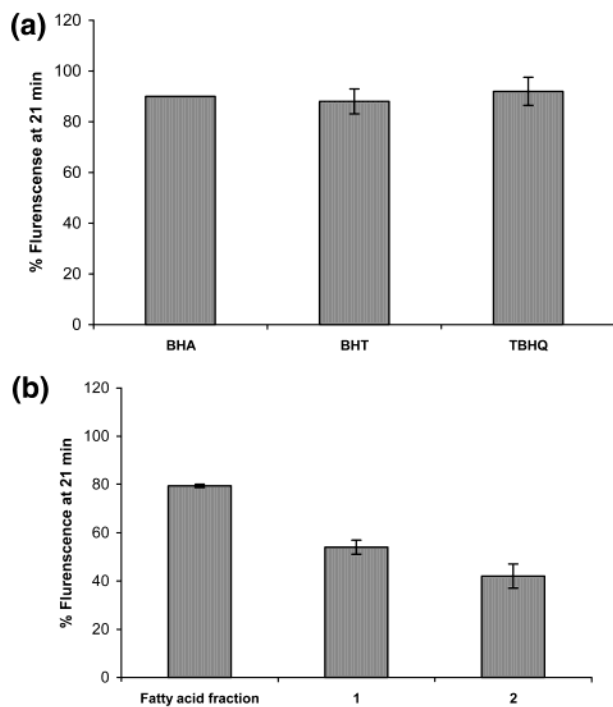 (a)
% Flurenscense at 21 min
120
100
80
60
40
20
0
BHA BHT TBHQ
(b)
% Flurenscence at 21 min
120
100
80
60
40
20
0
Fatty acid fraction 1 2